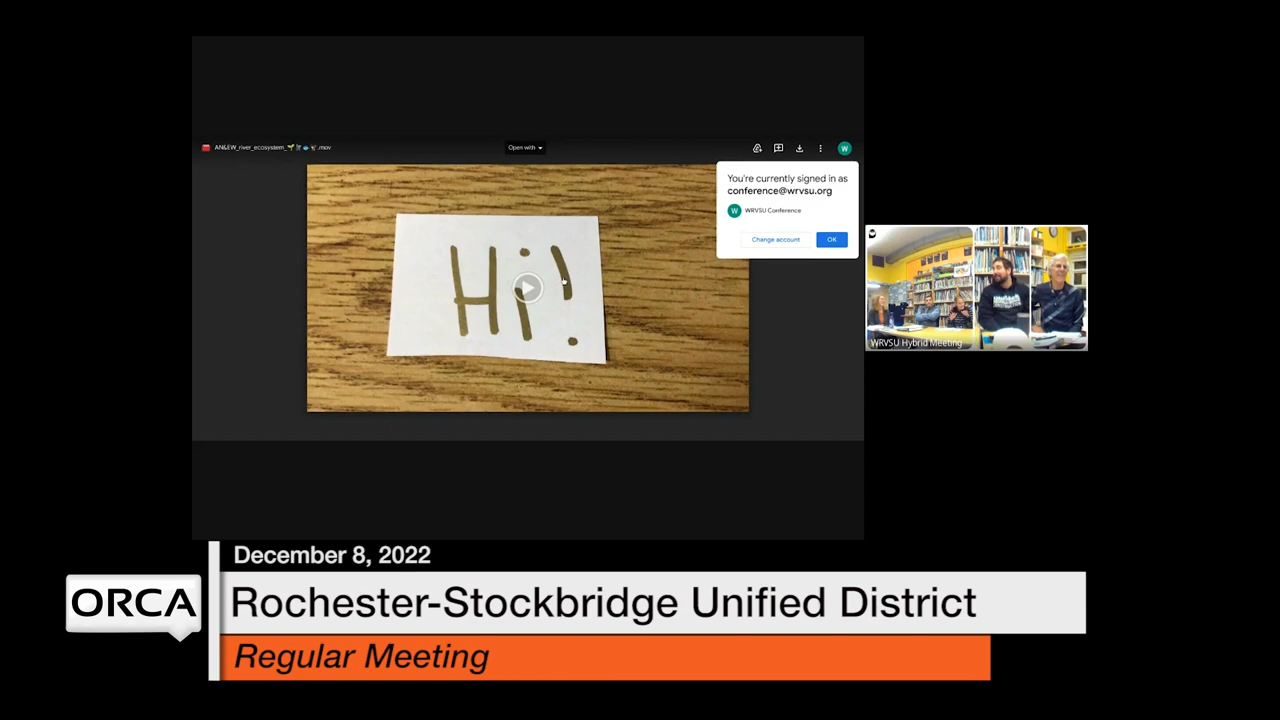 AN&EW_river_ecosystem_🌱 .mov
Open with
W
You're currently signed in as
conference@wrvsu.org
W WRVSU Conference
Change account OK
Hi!
WRVSU Hybrid Meeting
December 8, 2022
ORCA Rochester-Stockbridge Unified District
Regular Meeting